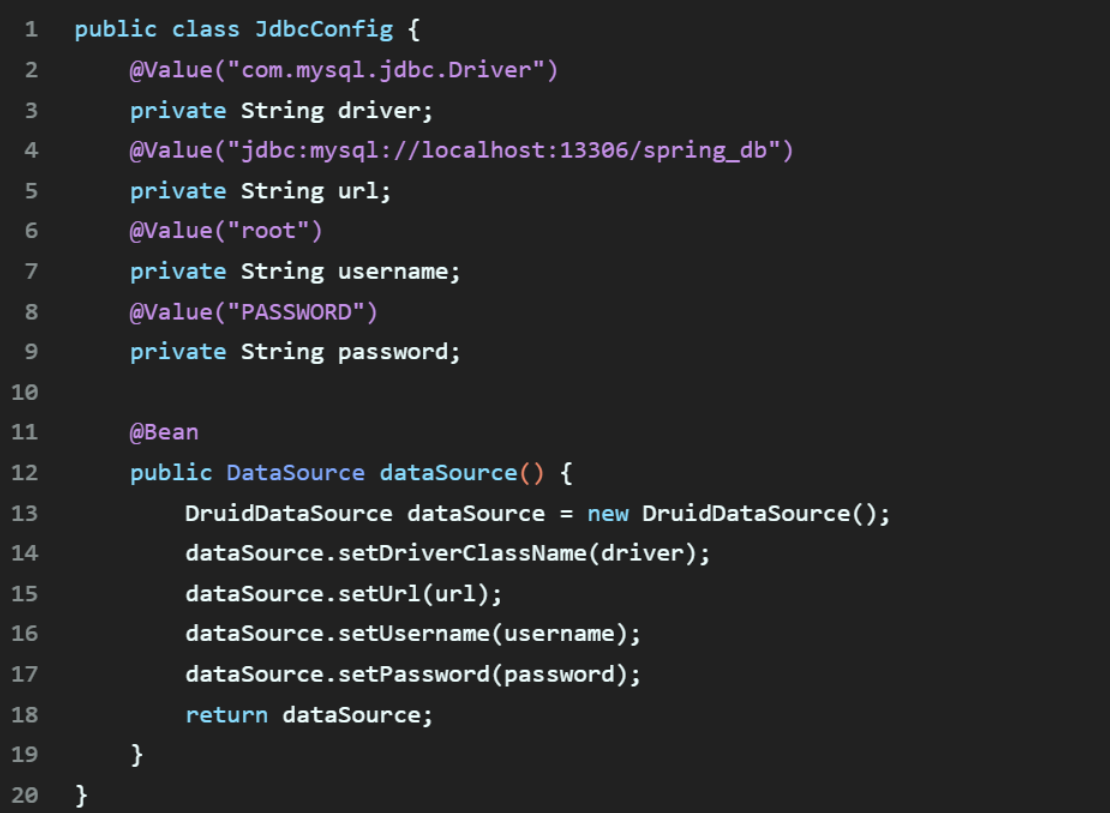 1 public class JdbcConfig {
2 @Value("com.mysql.jdbc.Driver")
3 private String driver;
4 @Value("jdbc:mysql://localhost:13306/spring_db")
5 private String url;
6 @Value("root")
7 private String username;
8 @Value("PASSWORD")
9 private String password;
10
11 @Bean
12 public DataSource dataSource() {
13 DruidDataSource dataSource = new DruidDataSource();
14 dataSource.setDriverClassName(driver);
15 dataSource.setUrl(url);
16 dataSource.setUsername(username);
17 dataSource.setPassword(password);
18 return dataSource;
19 }
20 }